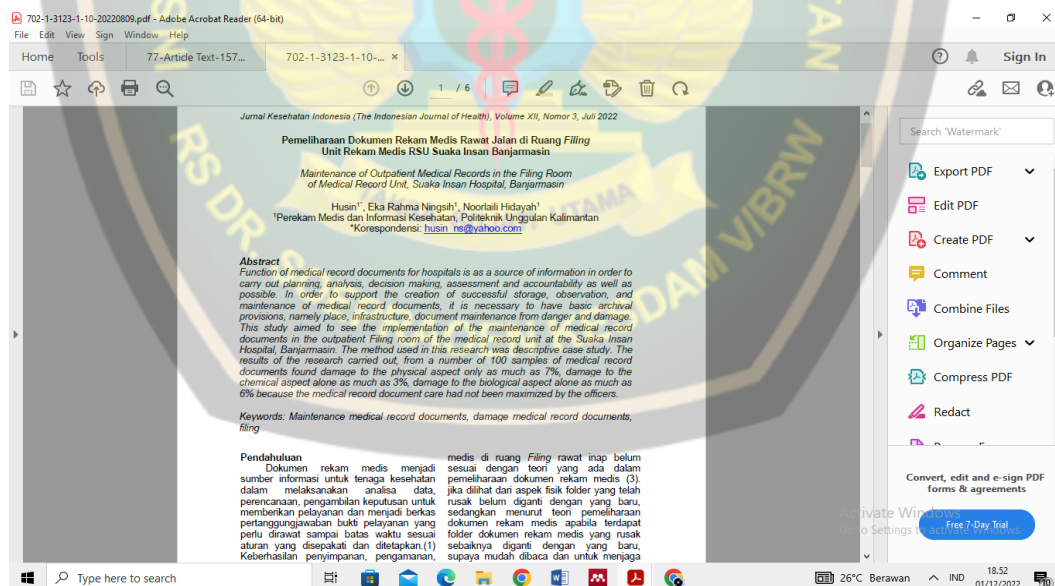 702-1-3123-1-10-20220809.pdf - Adobe Acrobat Reader (64-bit)
File Edit View Sign Window Help
Home Tools 77-Article Text-157... 702-1-3123-1-10-... ×
Sign In
1 / 6
Jurnal Kesehatan Indonesia (The Indonesian Journal of Health), Volume XII, Nomor 3, Juli 2022
Pemeliharaan Dokumen Rekam Medis Rawat Jalan di Ruang Filing
Unit Rekam Medis RSU Suaka Insan Banjarmasin
Maintenance of Outpatient Medical Records in the Filing Room
of Medical Record Unit, Suaka Insan Hospital, Banjarmasin
Husin1*, Eka Rahma Ningsih1, Noorlaili Hidayah1
1Perekam Medis dan Informasi Kesehatan, Politeknik Unggulan Kalimantan
*Korespondensi: husin_ns@yahoo.com
Abstract
Function of medical record documents for hospitals is as a source of information in order to
carry out planning, analysis, decision making, assessment and accountability as well as
possible. In order to support the creation of successful storage, observation, and
maintenance of medical record documents, it is necessary to have basic archival
provisions, namely place, infrastructure, document maintenance from danger and damage.
This study aimed to see the implementation of the maintenance of medical record
documents in the outpatient Filing room of the medical record unit at the Suaka Insan
Hospital, Banjarmasin. The method used in this research was descriptive case study. The
results of the research carried out, from a number of 100 samples of medical record
documents found damage to the physical aspect only as much as 7%, damage to the
chemical aspect alone as much as 3%, damage to the biological aspect alone as much as
6% because the medical record document care had not been maximized by the officers.
Keywords: Maintenance medical record documents, damage medical record documents,
filing
Pendahuluan
Dokumen rekam medis menjadi
sumber informasi untuk tenaga kesehatan
dalam melaksanakan analisa data,
perencanaan, pengambilan keputusan untuk
memberikan pelayanan dan menjadi berkas
pertanggungjawaban bukti pelayanan yang
perlu dirawat sampai batas waktu sesuai
aturan yang disepakati dan ditetapkan.(1)
Keberhasilan penyimpanan, pengamanan,
medis di ruang Filing rawat inap belum
sesuai dengan teori yang ada dalam
pemeliharaan dokumen rekam medis (3).
jika dilihat dari aspek fisik folder yang telah
rusak belum diganti dengan yang baru,
sedangkan menurut teori pemeliharaan
dokumen rekam medis apabila terdapat
folder dokumen rekam medis yang rusak
sebaiknya diganti dengan yang baru,
supaya mudah dibaca dan untuk menjaga
Search 'Watermark'
Export PDF
Edit PDF
Create PDF
Comment
Combine Files
Organize Pages
Compress PDF
Redact
Convert, edit and e-sign PDF
forms & agreements
Free 7-Day Trial
Activate Windows
Go to Settings to activate Windows.
Type here to search
26°C Berawan
IND
18.52
01/12/2022
RS DR.